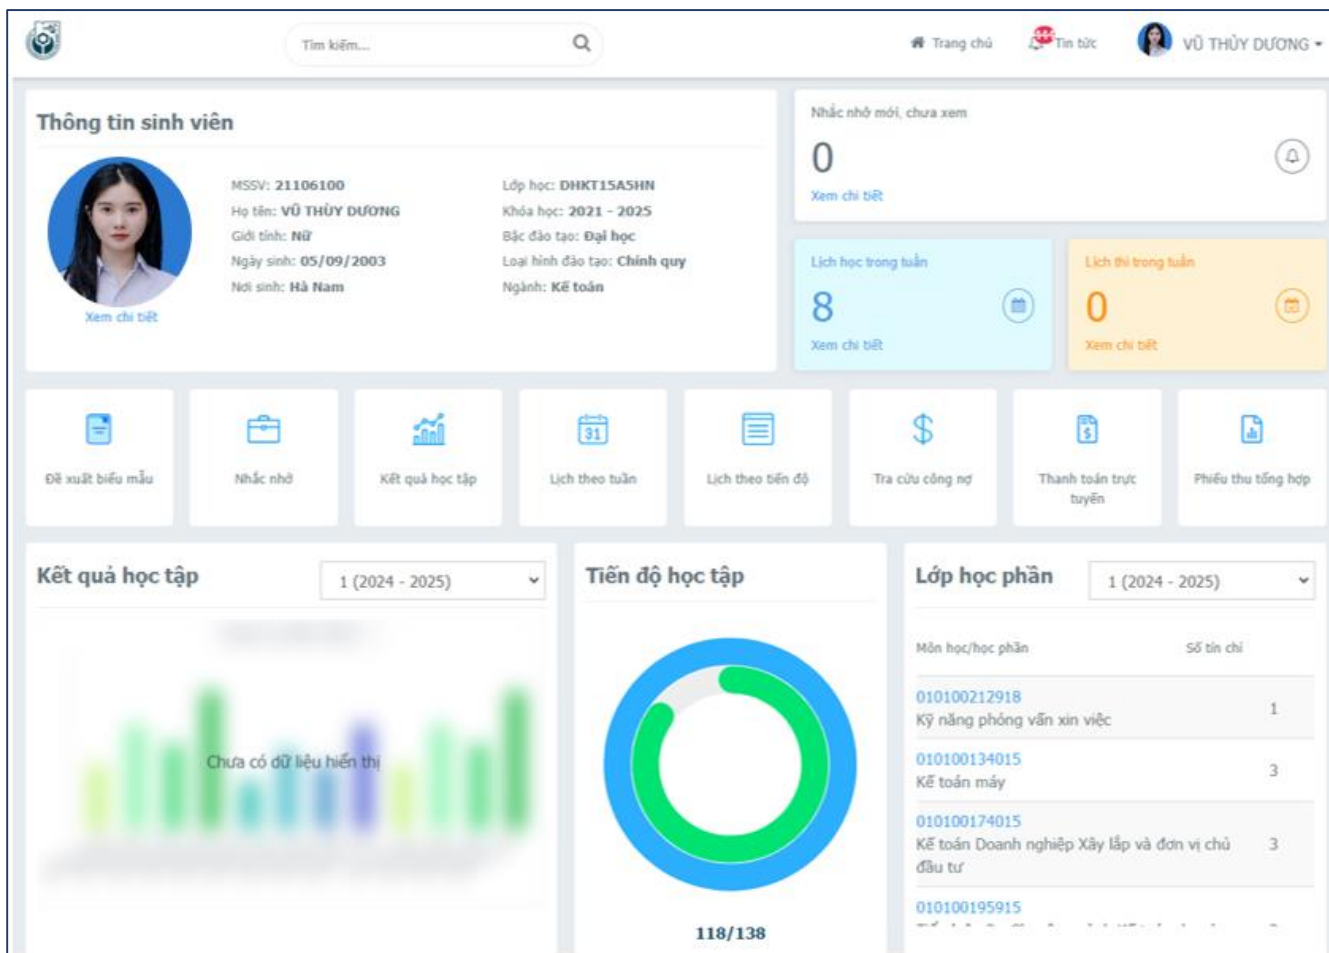 Tìm kiếm...
Trang chủ
Tin tức
VŨ THÙY DƯƠNG
Thông tin sinh viên
MSSV: 21106100
Họ tên: VŨ THÙY DƯƠNG
Giới tính: Nữ
Ngày sinh: 05/09/2003
Nơi sinh: Hà Nam
Xem chi tiết
Lớp học: DHKT15A5HN
Khóa học: 2021 - 2025
Bậc đào tạo: Đại học
Loại hình đào tạo: Chính quy
Ngành: Kế toán
Nhắc nhở mới, chưa xem
0
Xem chi tiết
Lịch học trong tuần
8
Xem chi tiết
Lịch thi trong tuần
0
Xem chi tiết
Đề xuất biểu mẫu
Nhắc nhở
Kết quả học tập
31
Lịch theo tuần
Lịch theo tiến độ
Tra cứu công nợ
Thanh toán trực
tuyến
Phiếu thu tổng hợp
Kết quả học tập
1 (2024 - 2025)
Chưa có dữ liệu hiển thị
Tiến độ học tập
118/138
Lớp học phần
1 (2024 - 2025)
Môn học/học phần Số tín chỉ
010100212918
Kỹ năng phỏng vấn xin việc 1
010100134015
Kế toán máy 3
010100174015
Kế toán Doanh nghiệp Xây lắp và đơn vị chủ 3
đầu tư
010100195915